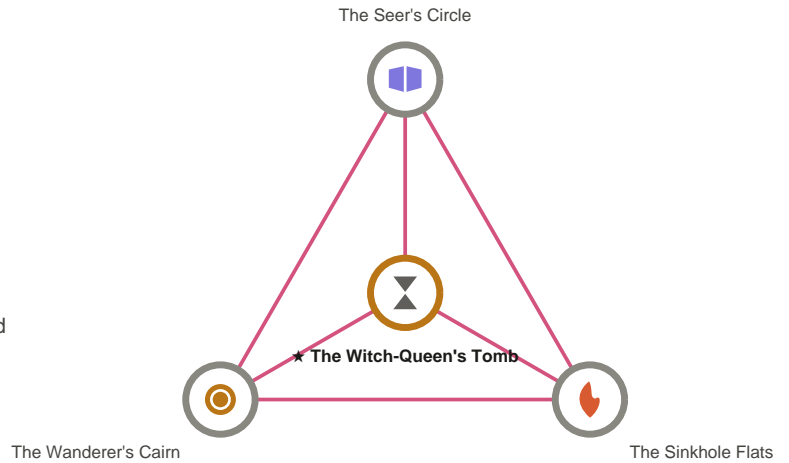 The Seer's Circle
d
★ The Witch-Queen's Tomb
The Wanderer's Cairn
The Sinkhole Flats